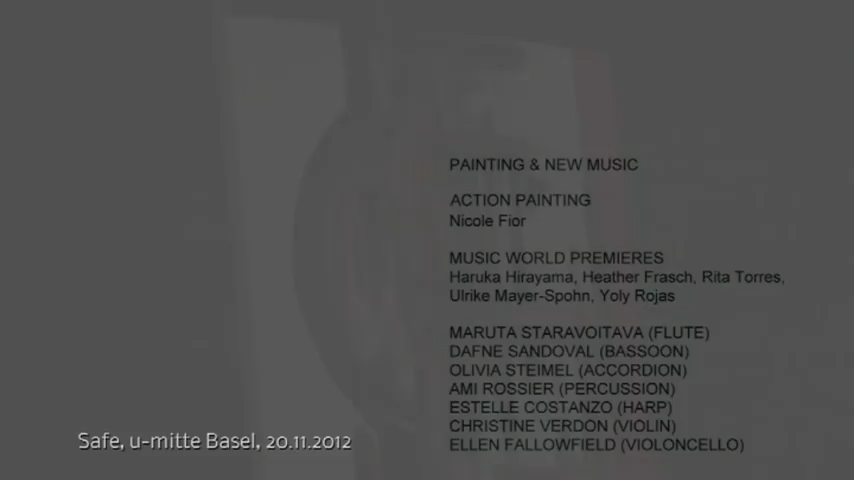 PAINTING & NEW MUSIC
ACTION PAINTING
Nicole Fior
MUSIC WORLD PREMIERES
Haruka Hirayama, Heather Frasch, Rita Torres,
Ulrike Mayer-Spohn, Yoly Rojas
MARUTA STARAVOITAVA (FLUTE)
DAFNE SANDOVAL (BASSOON)
OLIVIA STEIMEL (ACCORDION)
AMI ROSSIER (PERCUSSION)
ESTELLE COSTANZO (HARP)
CHRISTINE VERDON (VIOLIN)
ELLEN FALLOWFIELD (VIOLONCELLO)
Safe, u-mitte Basel, 20.11.2012